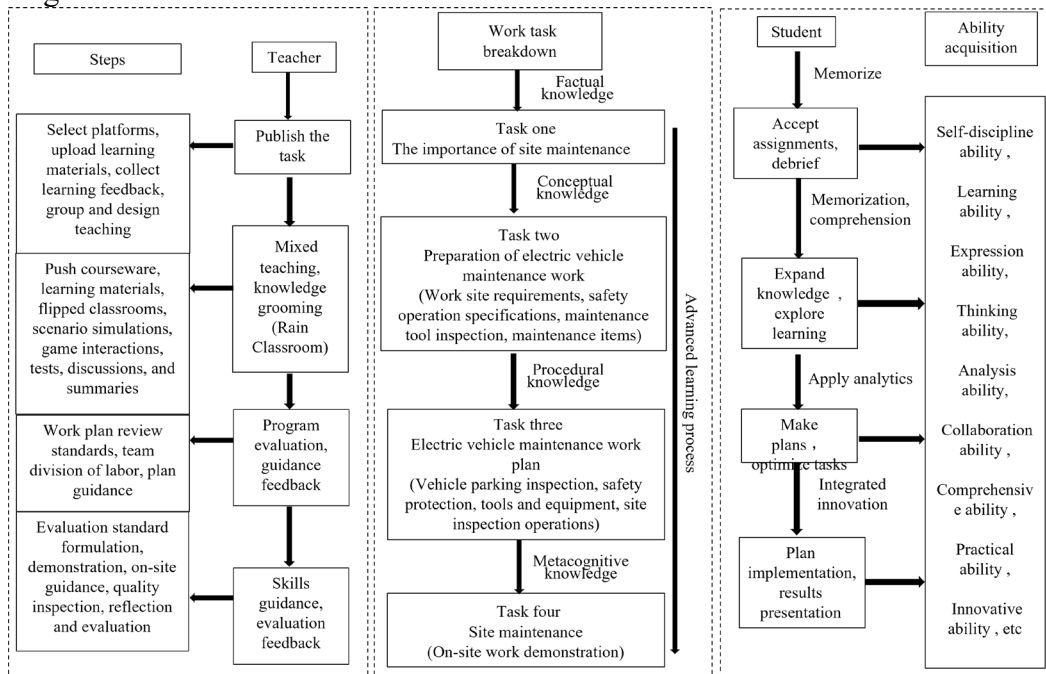 Steps
Teacher
Select platforms,
upload learning
materials, collect
learning feedback,
group and design
teaching
Publish the
task
Push courseware,
learning materials,
flipped classrooms,
scenario simulations,
game interactions,
tests, discussions, and
summaries
Mixed
teaching,
knowledge
grooming
(Rain
Classroom)
Work plan review
standards, team
division of labor, plan
guidance
Program
evaluation,
guidance
feedback
Evaluation standard
formulation,
demonstration, on-site
guidance, quality
inspection, reflection
and evaluation
Skills
guidance,
evaluation
feedback
Work task
breakdown
Factual
knowledge
Task one
The importance of site maintenance
Conceptual
knowledge
Task two
Preparation of electric vehicle
maintenance work
(Work site requirements, safety
operation specifications, maintenance
tool inspection, maintenance items)
Procedural
knowledge
Task three
Electric vehicle maintenance work
plan
(Vehicle parking inspection, safety
protection, tools and equipment, site
inspection operations)
Metacognitive
knowledge
Task four
Site maintenance
(On-site work demonstration)
Advanced learning process
Student
Memorize
Accept
assignments,
debrief
Memorization,
comprehension
Expand
knowledge ,
explore
learning
Apply analytics
Make
plans ,
optimize tasks
Integrated
innovation
Plan
implementation,
results
presentation
Ability
acquisition
Self-discipline
ability ,
Learning
ability ,
Expression
ability,
Thinking
ability,
Analysis
ability,
Collaboration
ability,
Comprehensiv
e ability ,
Practical
ability ,
Innovative
ability , etc